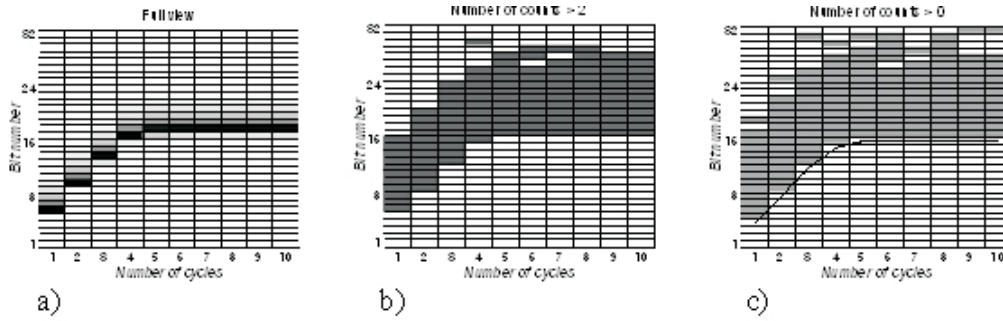 Full view
32
24
16
8
1
Bit number
1 2 3 4 5 6 7 8 9 10
Number of cycles
a)
Number of counts > 2
32
24
16
8
1
Bit number
1 2 3 4 5 6 7 8 9 10
Number of cycles
b)
Number of counts > 0
32
24
16
8
1
Bit number
1 2 3 4 5 6 7 8 9 10
Number of cycles
c)